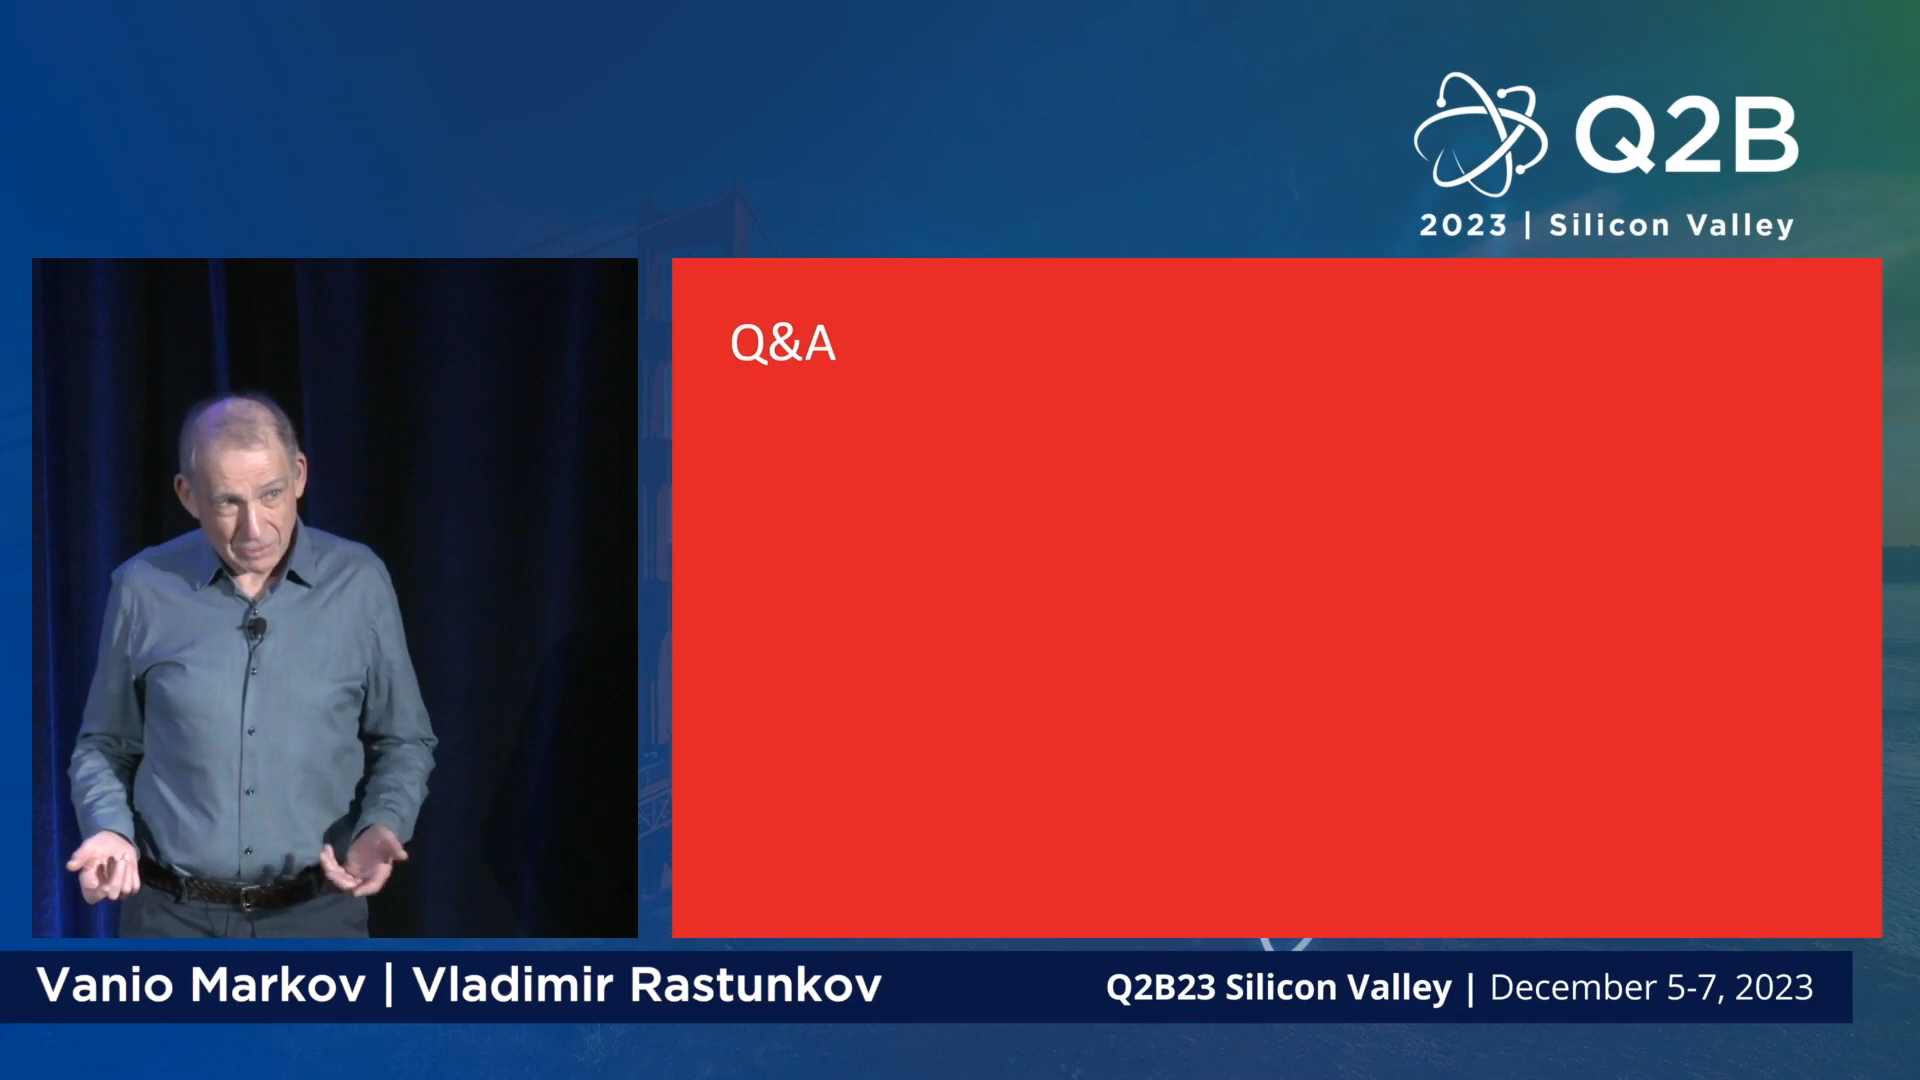 Q2B
2023 | Silicon Valley
Q&A
Vanio Markov | Vladimir Rastunkov
Q2B23 Silicon Valley | December 5-7, 2023